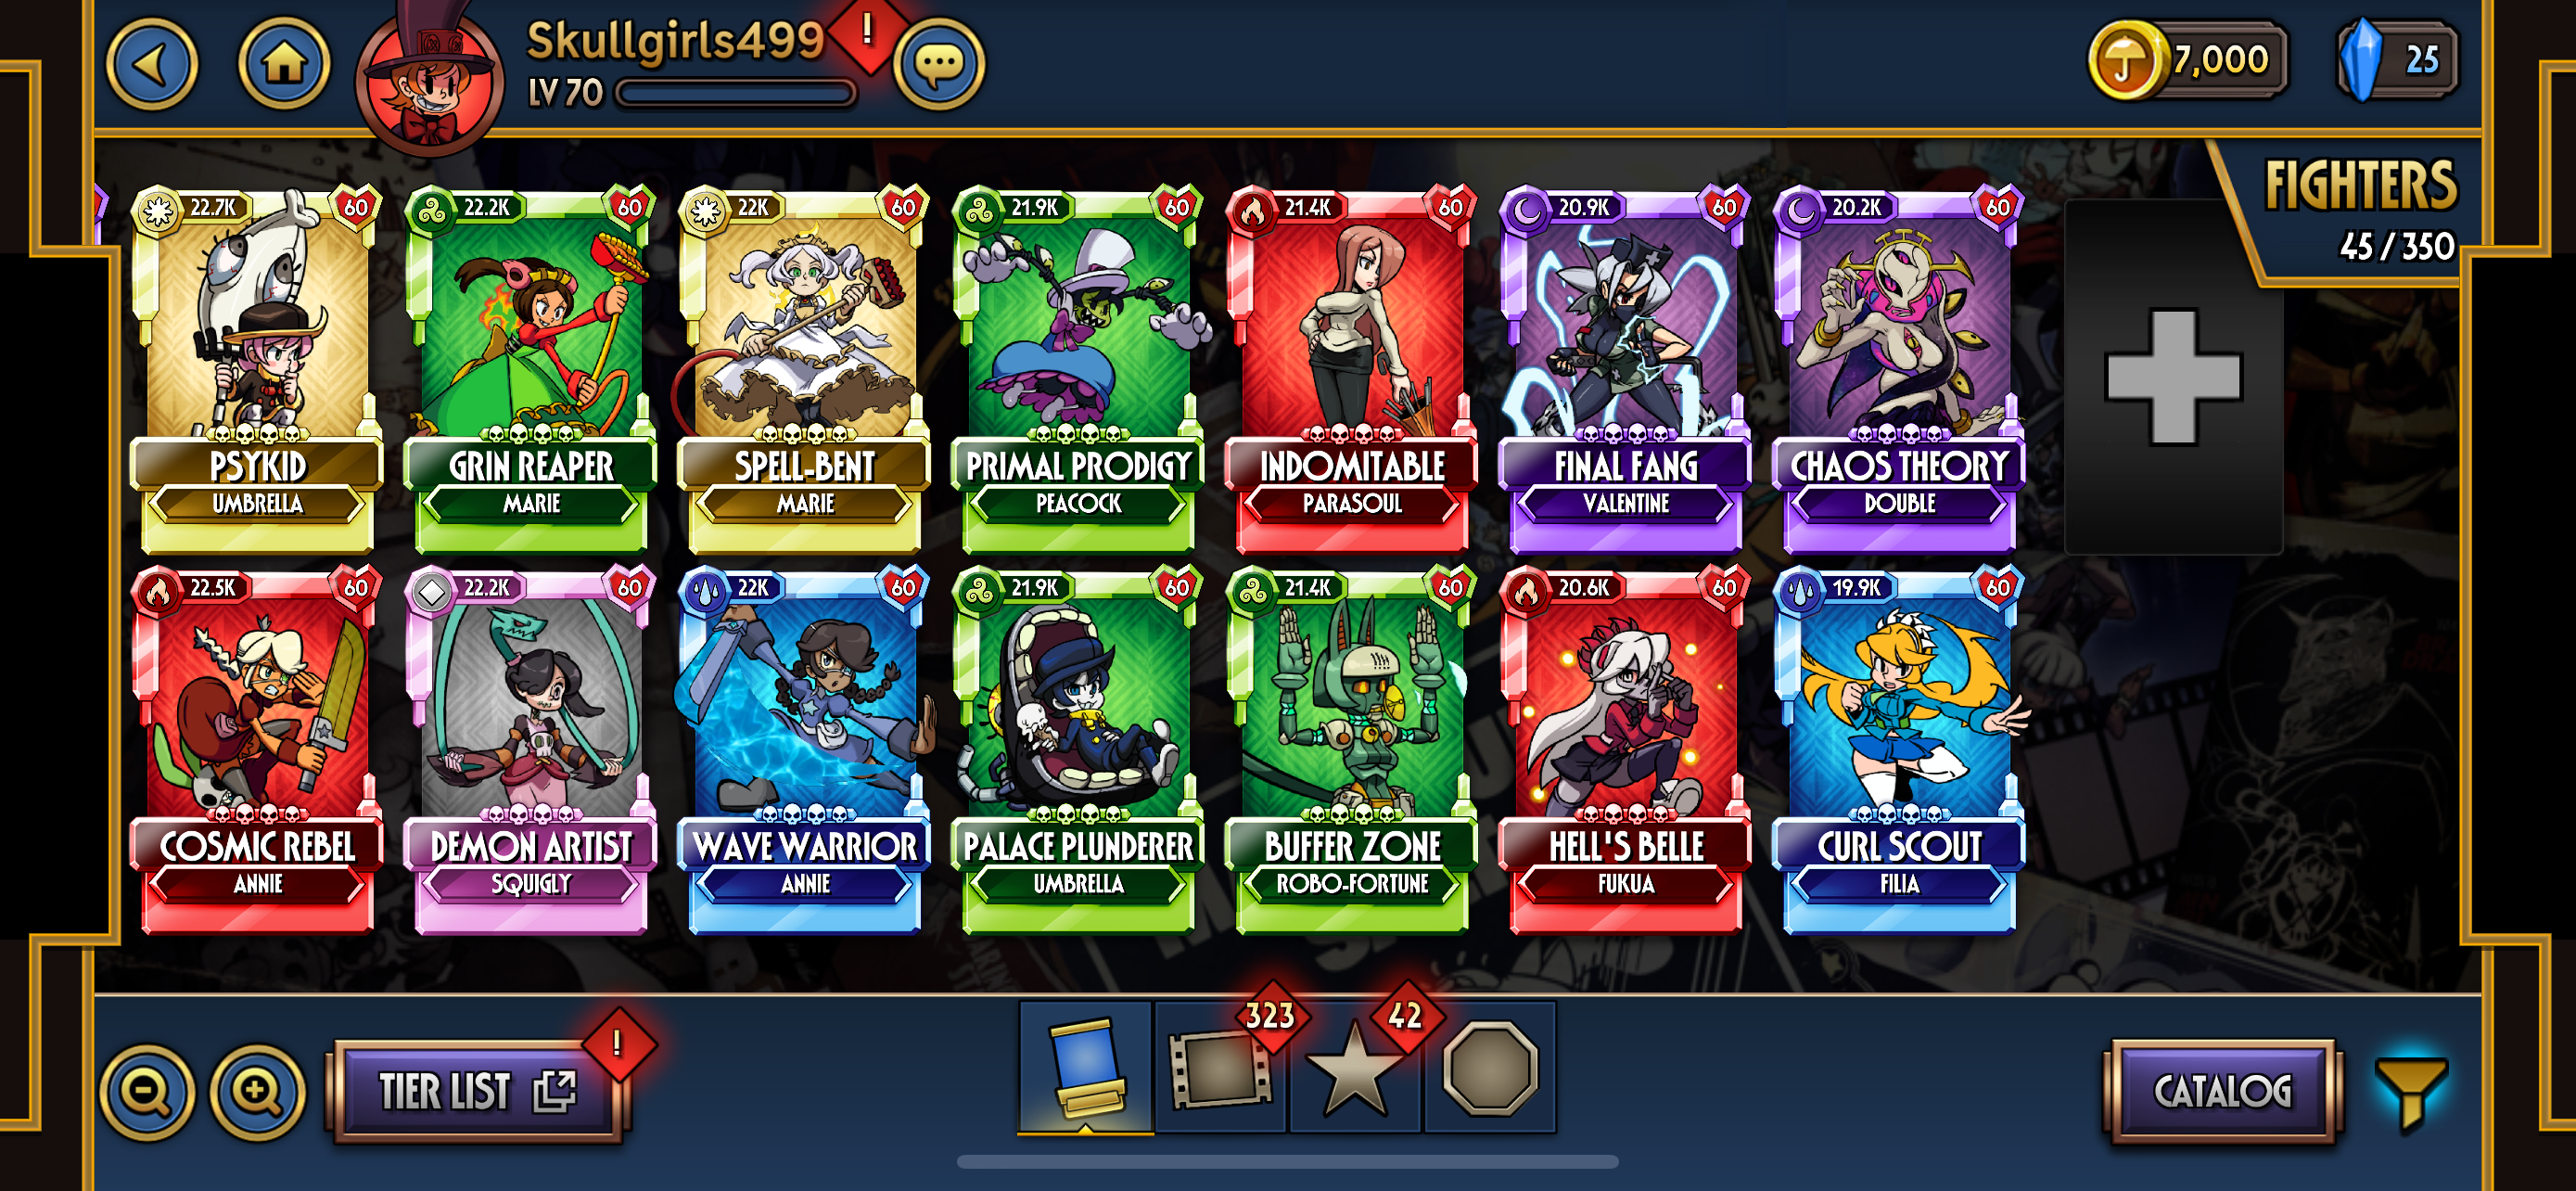 Skullgirls499
!
LV 70
7,000
25
FIGHTERS
45/350
22.7K
60
PSYKID
UMBRELLA
22.2K
60
GRIN REAPER
MARIE
22K
60
SPELL-BENT
MARIE
21.9K
60
PRIMAL PRODIGY
PEACOCK
21.4K
60
INDOMITABLE
PARASOUL
20.9K
60
FINAL FANG
VALENTINE
20.2K
60
CHAOS THEORY
DOUBLE
22.5K
60
COSMIC REBEL
ANNIE
22.2K
60
DEMON ARTIST
SQUIGLY
22K
60
WAVE WARRIOR
ANNIE
21.9K
60
PALACE PLUNDERER
UMBRELLA
21.4K
60
BUFFER ZONE
ROBO-FORTUNE
20.6K
60
HELL'S BELLE
FUKUA
19.9K
60
CURL SCOUT
FILIA
TIER LIST
!
323
42
CATALOG